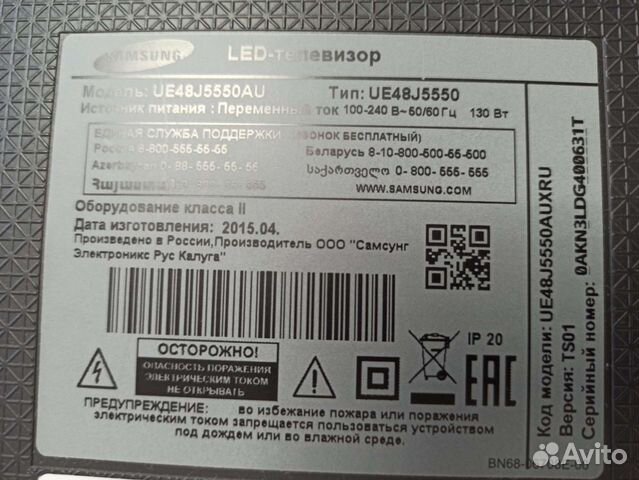 SAMSUNG
LED-телевизор
Модель: UE48J5550AU Тип: UE48J5550
Источник питания : Переменный ток 100-240 В~50/60 Гц 130 Вт
ЕДИНАЯ СЛУЖБА ПОДДЕРЖКИ (ЗВОНОК БЕСПЛАТНЫЙ)
Россия 8-800-555-55-55 Беларусь 8-10-800-500-55-500
Azerbaycan 0-88-555-55-55 საქართველო 0-800-555-555
WWW.SAMSUNG.COM
Оборудование класса II
Дата изготовления: 2015.04.
Произведено в России,Производитель ООО "Самсунг
Электроникс Рус Калуга"
ОСТОРОЖНО!
ОПАСНОСТЬ ПОРАЖЕНИЯ
ЭЛЕКТРИЧЕСКИМ ТОКОМ
НЕ ОТКРЫВАТЬ
IP 20
EAC
ПРЕДУПРЕЖДЕНИЕ: во избежание пожара или поражения
электрическим током запрещается пользоваться устройством
под дождем или во влажной среде.
Код модели: UE48J5550AUXRU
Версия: TS01
Серийный номер: 0AKN3LDG400631T
Avito